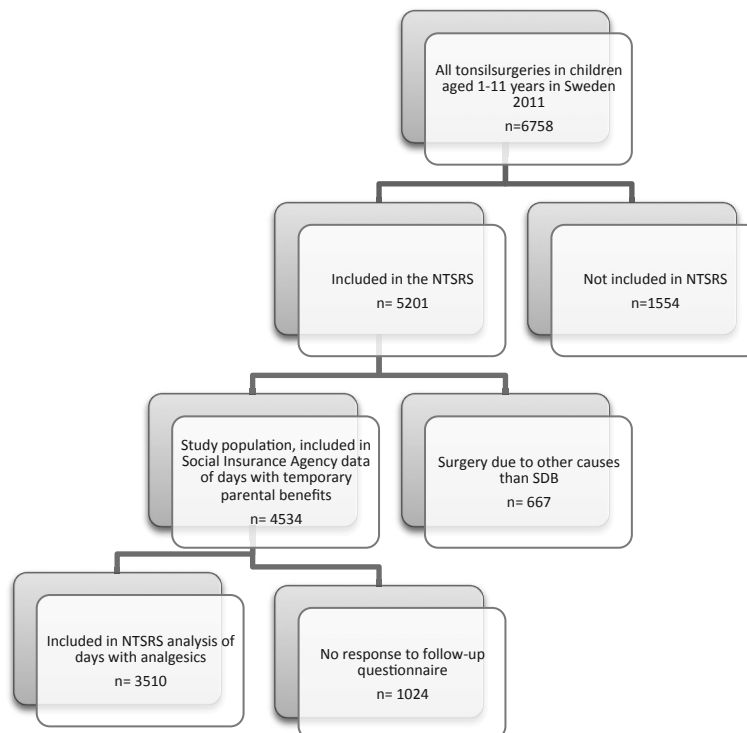 All tonsilsurgeries in children
aged 1-11 years in Sweden
2011
n=6758
Included in the NTSRS
n= 5201
Not included in NTSRS
n=1554
Study population, included in
Social Insurance Agency data
of days with temporary
parental benefits
n= 4534
Surgery due to other causes
than SDB
n= 667
Included in NTSRS analysis of
days with analgesics
n= 3510
No response to follow-up
questionnaire
n= 1024